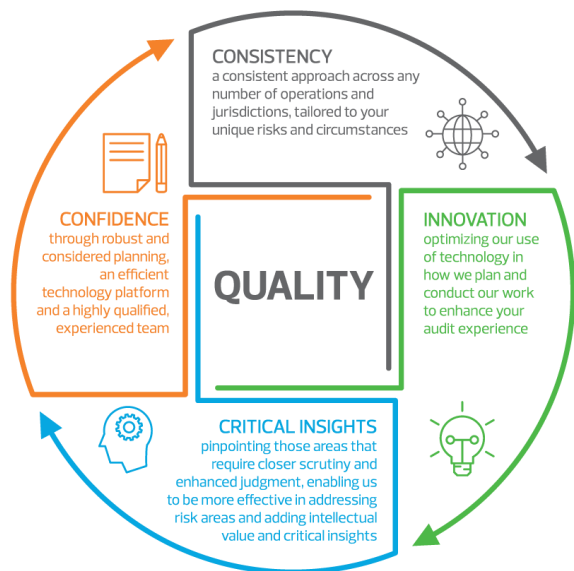 CONSISTENCY
a consistent approach across any
number of operations and
jurisdictions, tailored to your
unique risks and circumstances
CONFIDENCE
through robust and
considered planning,
an efficient
technology platform
and a highly qualified,
experienced team
QUALITY
INNOVATION
optimizing our use
of technology in
how we plan and
conduct our work
to enhance your
audit experience
CRITICAL INSIGHTS
pinpointing those areas that
require closer scrutiny and
enhanced judgment, enabling us
to be more effective in addressing
risk areas and adding intellectual
value and critical insights